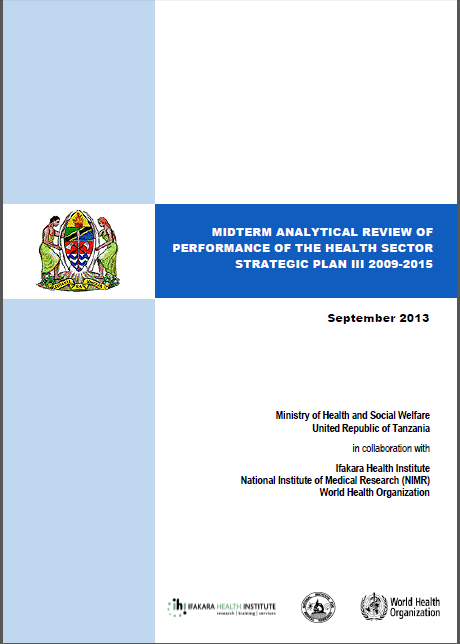 MIDTERM ANALYTICAL REVIEW OF
PERFORMANCE OF THE HEALTH SECTOR
STRATEGIC PLAN III 2009-2015
September 2013
Ministry of Health and Social Welfare
United Republic of Tanzania
in collaboration with
Ifakara Health Institute
National Institute of Medical Research (NIMR)
World Health Organization
ihi IFAKARA HEALTH INSTITUTE
research | training | services
World Health
Organization